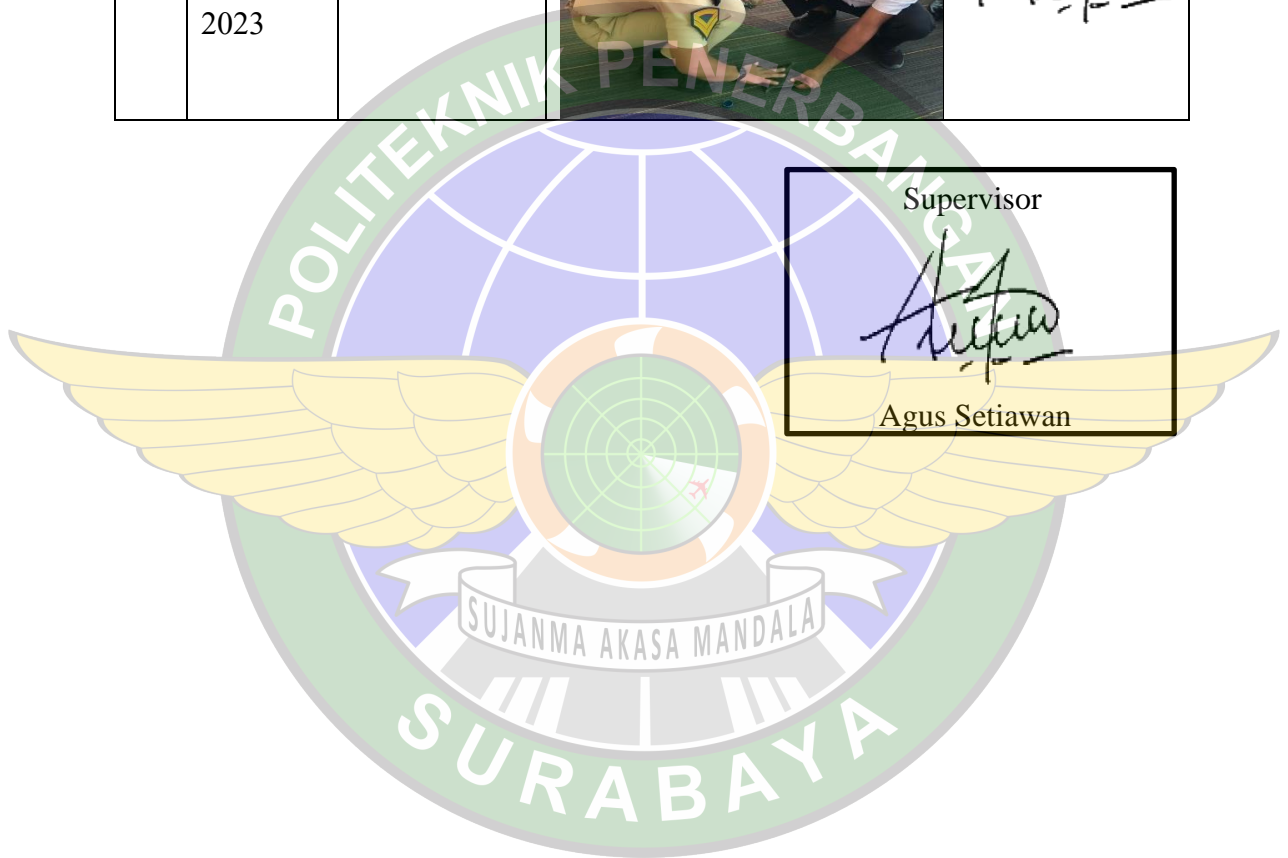 2023
POLITEKNIK PENERBANGAN
Supervisor
Agus Setiawan
SUJANMA AKASA MANDALA
SURABAYA